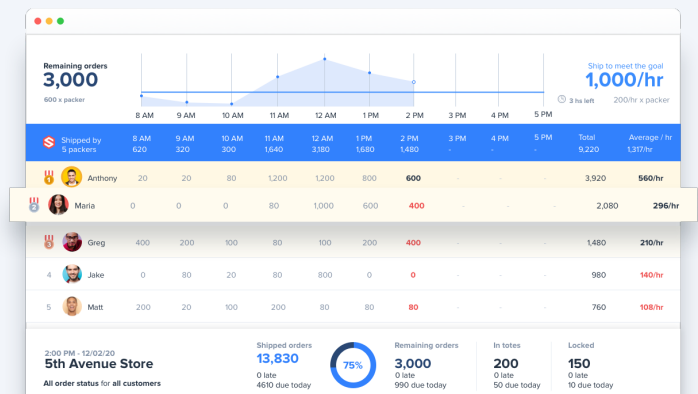 Remaining orders
3,000
600 x packer
Ship to meet the goal
1,000/hr
3 hs left 200/hr x packer
8 AM 9 AM 10 AM 11 AM 12 AM 1 PM 2 PM 3 PM 4 PM 5 PM
Shipped by 5 packers 8 AM 9 AM 10 AM 11 AM 12 AM 1 PM 2 PM 3 PM 4 PM 5 PM Total Average / hr
620 320 300 1,640 3,180 1,680 1,480 - - - 9,220 1,317/hr
1 Anthony 20 20 80 1,200 1,200 800 600 - - - 3,920 560/hr
2 Maria 0 0 0 80 1,000 600 400 - - - 2,080 296/hr
3 Greg 400 200 100 80 100 200 400 - - - 1,480 210/hr
4 Jake 0 80 20 80 800 0 0 - - - 980 140/hr
5 Matt 200 20 100 200 80 80 80 - - - 760 108/hr
2:00 PM - 12/02/20
5th Avenue Store
All order status for all customers
Shipped orders
13,830
0 late
4610 due today
75%
Remaining orders
3,000
0 late
990 due today
In totes
200
0 late
50 due today
Locked
150
0 late
10 due today